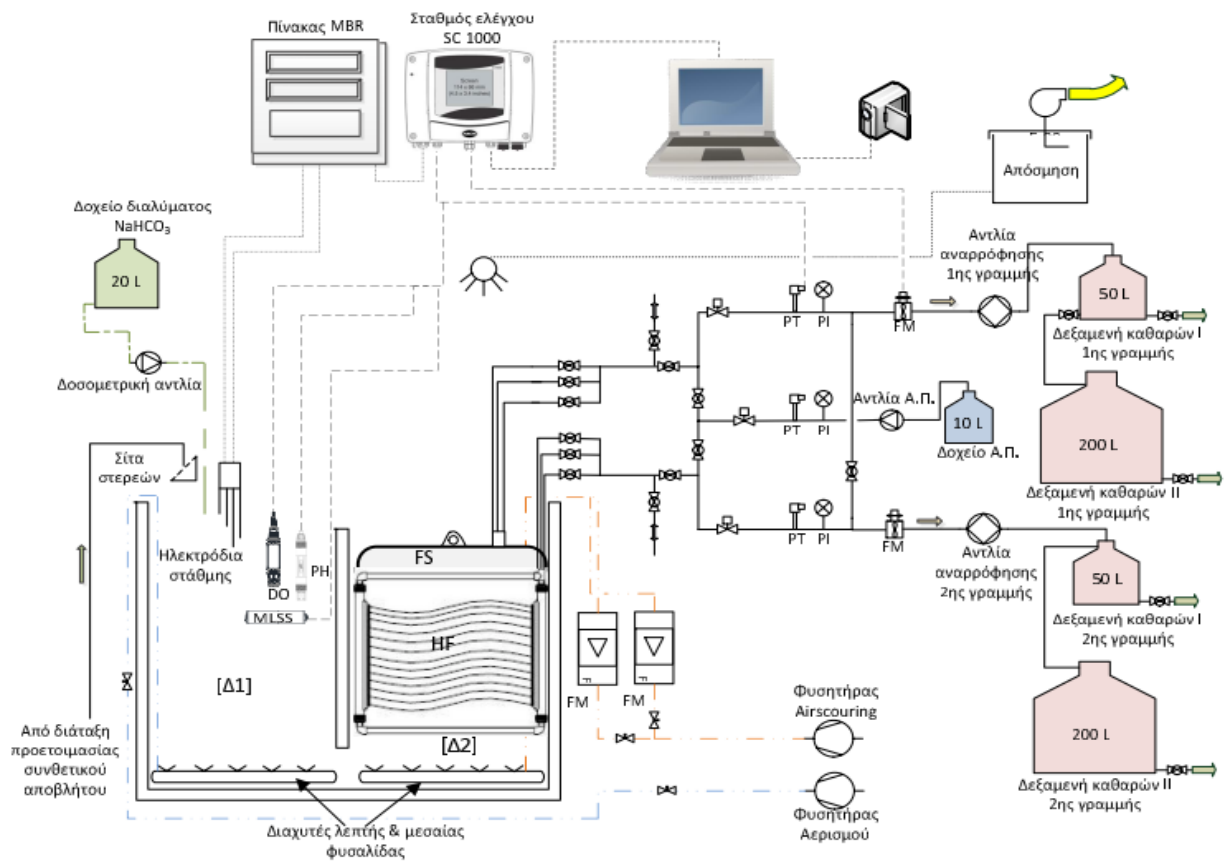 Πίνακας MBR
Σταθμός ελέγχου
SC 1000
Απόσμηση
Δοχείο διαλύματος
NaHCO₃
20 L
Δοσομετρική αντλία
Αντλία
αναρρόφησης
1ης γραμμής
50 L
Δεξαμενή καθαρών I
1ης γραμμής
PT
PI
FM
Αντλία Α.Π.
10 L
Δοχείο Α.Π.
PT
PI
200 L
Δεξαμενή καθαρών II
1ης γραμμής
Σίτα
στερεών
Ηλεκτρόδια
στάθμης
DO
PH
MLSS
FS
HF
PT
PI
FM
Αντλία
αναρρόφησης
2ης γραμμής
50 L
Δεξαμενή καθαρών I
2ης γραμμής
[Δ1]
[Δ2]
F
F
FM
FM
Από διάταξη
προετοιμασίας
συνθετικού
αποβλήτου
Φυσητήρας
Airscouring
200 L
Δεξαμενή καθαρών II
2ης γραμμής
Διαχυτές λεπτής & μεσαίας
φυσαλίδας
Φυσητήρας
Αερισμού